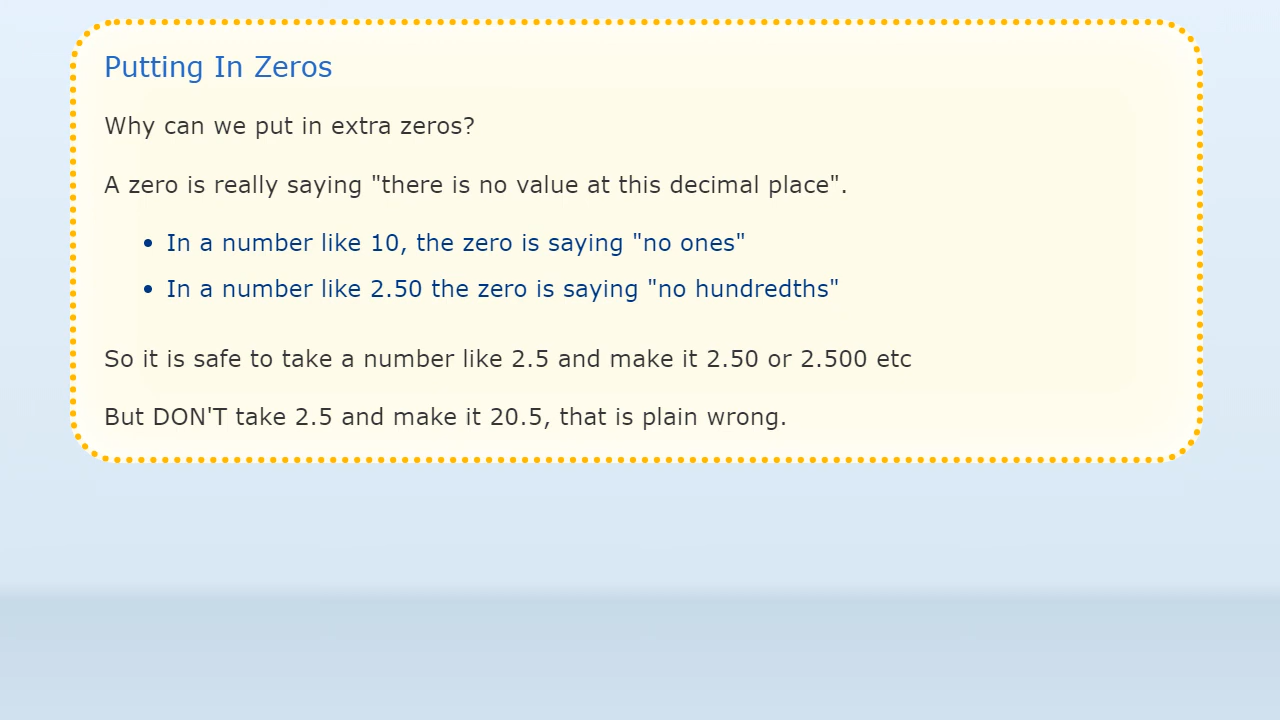 Putting In Zeros
Why can we put in extra zeros?
A zero is really saying "there is no value at this decimal place".
• In a number like 10, the zero is saying "no ones"
• In a number like 2.50 the zero is saying "no hundredths"
So it is safe to take a number like 2.5 and make it 2.50 or 2.500 etc
But DON'T take 2.5 and make it 20.5, that is plain wrong.